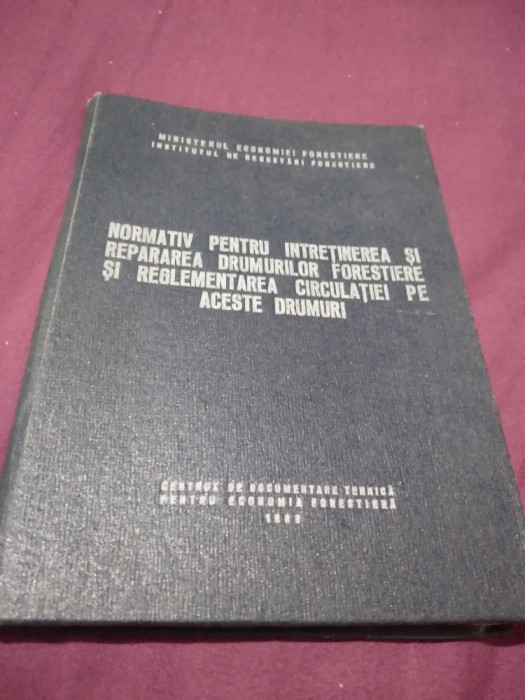 MINISTERUL ECONOMIEI FORESTIERE
INSTITUTUL DE CERCETĂRI FORESTIERE
NORMATIV PENTRU INTREȚINEREA ȘI
REPARAREA DRUMURILOR FORESTIERE
ȘI REGLEMENTAREA CIRCULAȚIEI PE
ACESTE DRUMURI
CENTRUL DE DOCUMENTARE TEHNICĂ
PENTRU ECONOMIA FORESTIERĂ